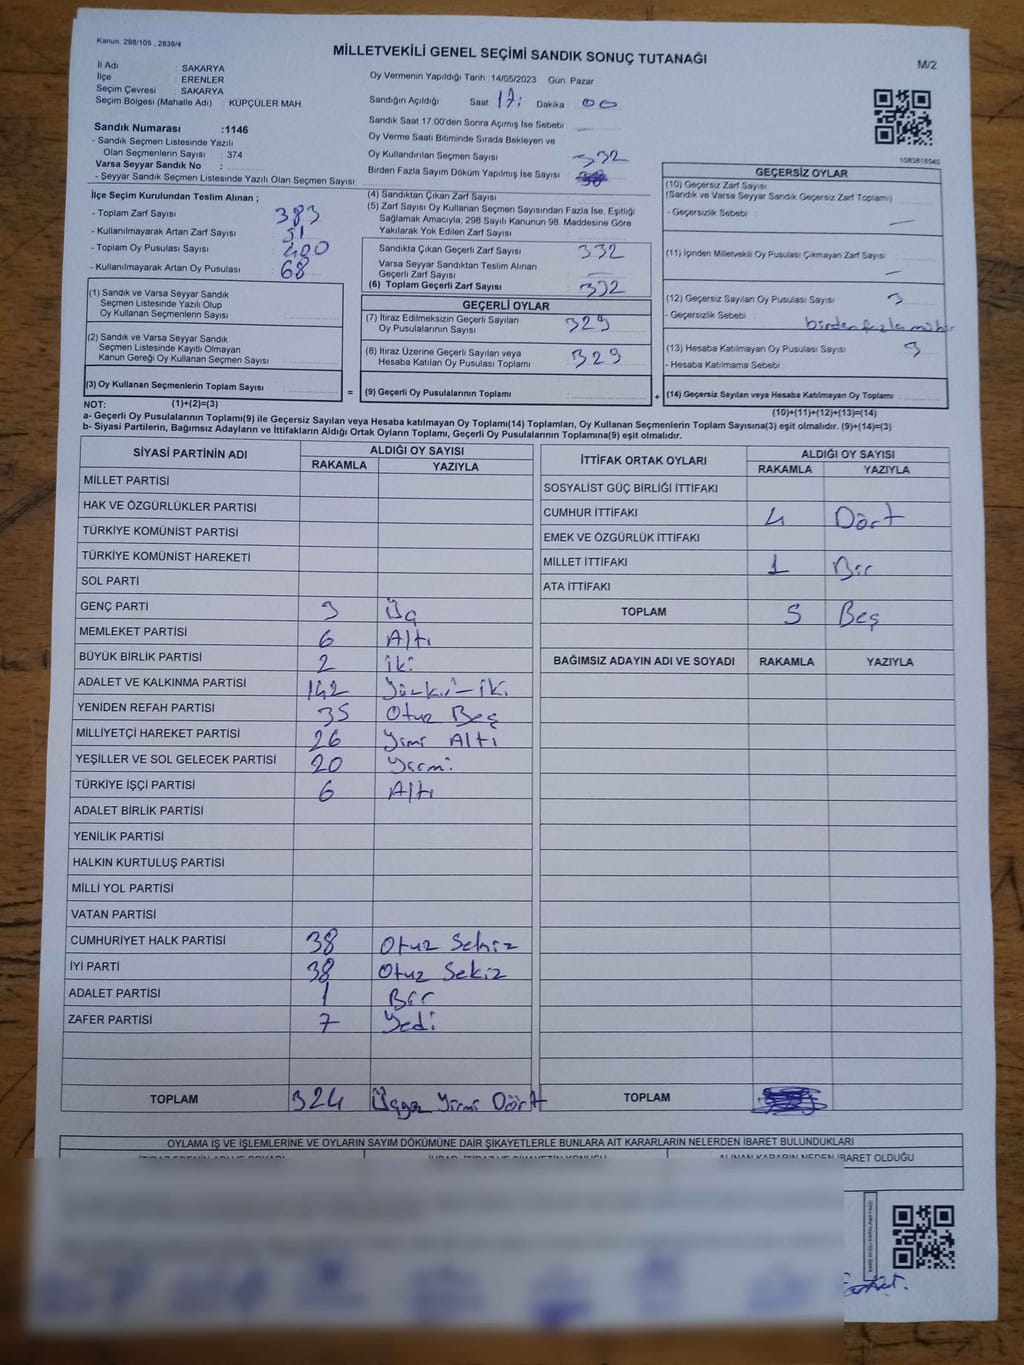 Kanun: 298/105 , 2839/4
MİLLETVEKİLİ GENEL SEÇİMİ SANDIK SONUÇ TUTANAĞI
M/2
İl Adı : SAKARYA
İlçe : ERENLER
Seçim Çevresi : SAKARYA
Seçim Bölgesi (Mahalle Adı) : KÜPÇÜLER MAH.
Sandık Numarası :1146
- Sandık Seçmen Listesinde Yazılı
Olan Seçmenlerin Sayısı : 374
Varsa Seyyar Sandık No :
- Seyyar Sandık Seçmen Listesinde Yazılı Olan Seçmen Sayısı:
Oy Vermenin Yapıldığı Tarih :14/05/2023 Gün: Pazar
Sandığın Açıldığı Saat 17: Dakika 00
Sandık Saat 17:00'den Sonra Açımış İse Sebebi :
Oy Verme Saati Bitiminde Sırada Bekleyen ve
Oy Kullandırılan Seçmen Sayısı 332
Birden Fazla Sayım Döküm Yapılmış İse Sayısı
İlçe Seçim Kurulundan Teslim Alınan ;
- Toplam Zarf Sayısı 383
- Kullanılmayarak Artan Zarf Sayısı 51
- Toplam Oy Pusulası Sayısı 400
- Kullanılmayarak Artan Oy Pusulası 68
(1) Sandık ve Varsa Seyyar Sandık
Seçmen Listesinde Yazılı Olup
Oy Kullanan Seçmenlerin Sayısı :
(2) Sandık ve Varsa Seyyar Sandık
Seçmen Listesinde Kayıtlı Olmayan
Kanun Gereği Oy Kullanan Seçmen Sayısı :
(3) Oy Kullanan Seçmenlerin Toplam Sayısı :
(4) Sandıktan Çıkan Zarf Sayısı :
(5) Zarf Sayısı Oy Kullanan Seçmen Sayısından Fazla İse, Eşitliği
Sağlamak Amacıyla, 298 Sayılı Kanunun 98. Maddesine Göre
Yakılarak Yok Edilen Zarf Sayısı :
Sandıkta Çıkan Geçerli Zarf Sayısı : 332
Varsa Seyyar Sandıktan Teslim Alınan
Geçerli Zarf Sayısı : —
(6) Toplam Geçerli Zarf Sayısı : 332
GEÇERLİ OYLAR
(7) İtiraz Edilmeksizin Geçerli Sayılan
Oy Pusulalarının Sayısı : 329
(8) İtiraz Üzerine Geçerli Sayılan veya
Hesaba Katılan Oy Pusulaları Toplamı : 329
= (9) Geçerli Oy Pusulalarının Toplamı :
GEÇERSİZ OYLAR
(10) Geçersiz Zarf Sayısı
(Sandık ve Varsa Seyyar Sandık Geçersiz Zarf Toplamı)
- Geçersizlik Sebebi : —
(11) İçinden Milletvekili Oy Pusulası Çıkmayan Zarf Sayısı : —
(12) Geçersiz Sayılan Oy Pusulası Sayısı : 3
- Geçersizlik Sebebi : birden fazla mühür
(13) Hesaba Katılmayan Oy Pusulası Sayısı : 3
- Hesaba Katılmama Sebebi :
+ (14) Geçersiz Sayılan veya Hesaba Katılmayan Oy Toplamı :
NOT: (1)+(2)=(3) (10)+(11)+(12)+(13)=(14)
a- Geçerli Oy Pusulalarının Toplamı(9) ile Geçersiz Sayılan veya Hesaba katılmayan Oy Toplamı(14) Toplamları, Oy Kullanan Seçmenlerin Toplam Sayısına(3) eşit olmalıdır. (9)+(14)=(3)
b- Siyasi Partilerin, Bağımsız Adayların ve İttifakların Aldığı Ortak Oyların Toplamı, Geçerli Oy Pusulalarının Toplamına(9) eşit olmalıdır.
SİYASİ PARTİNİN ADI ALDIĞI OY SAYISI
RAKAMLA YAZIYLA
MİLLET PARTİSİ
HAK VE ÖZGÜRLÜKLER PARTİSİ
TÜRKİYE KOMÜNİST PARTİSİ
TÜRKİYE KOMÜNİST HAREKETİ
SOL PARTİ
GENÇ PARTİ 3 Üç
MEMLEKET PARTİSİ 6 Altı
BÜYÜK BİRLİK PARTİSİ 2 İki
ADALET VE KALKINMA PARTİSİ 142
YENİDEN REFAH PARTİSİ 35 Otuz Beş
MİLLİYETÇİ HAREKET PARTİSİ 26 Yimi Altı
YEŞİLLER VE SOL GELECEK PARTİSİ 20 Yirmi
TÜRKİYE İŞÇİ PARTİSİ 6 Altı
ADALET BİRLİK PARTİSİ
YENİLİK PARTİSİ
HALKIN KURTULUŞ PARTİSİ
MİLLİ YOL PARTİSİ
VATAN PARTİSİ
CUMHURİYET HALK PARTİSİ 38 Otuz Sekiz
İYİ PARTİ 38 Otuz Sekiz
ADALET PARTİSİ 1 Bir
ZAFER PARTİSİ 7 Yedi
TOPLAM 324 Üçyüz Yirmi Dört
İTTİFAK ORTAK OYLARI ALDIĞI OY SAYISI
RAKAMLA YAZIYLA
SOSYALİST GÜÇ BİRLİĞİ İTTİFAKI
CUMHUR İTTİFAKI 4 Dört
EMEK VE ÖZGÜRLÜK İTTİFAKI
MİLLET İTTİFAKI 1 Bir
ATA İTTİFAKI
TOPLAM 5 Beş
BAĞIMSIZ ADAYIN ADI VE SOYADI RAKAMLA YAZIYLA
TOPLAM
OYLAMA İŞ VE İŞLEMLERİNE VE OYLARIN SAYIM DÖKÜMÜNE DAİR ŞİKAYETLERLE BUNLARA AİT KARARLARIN NELERDEN İBARET BULUNDUKLARI
ALINAN KARARIN NEDEN İBARET OLDUĞU